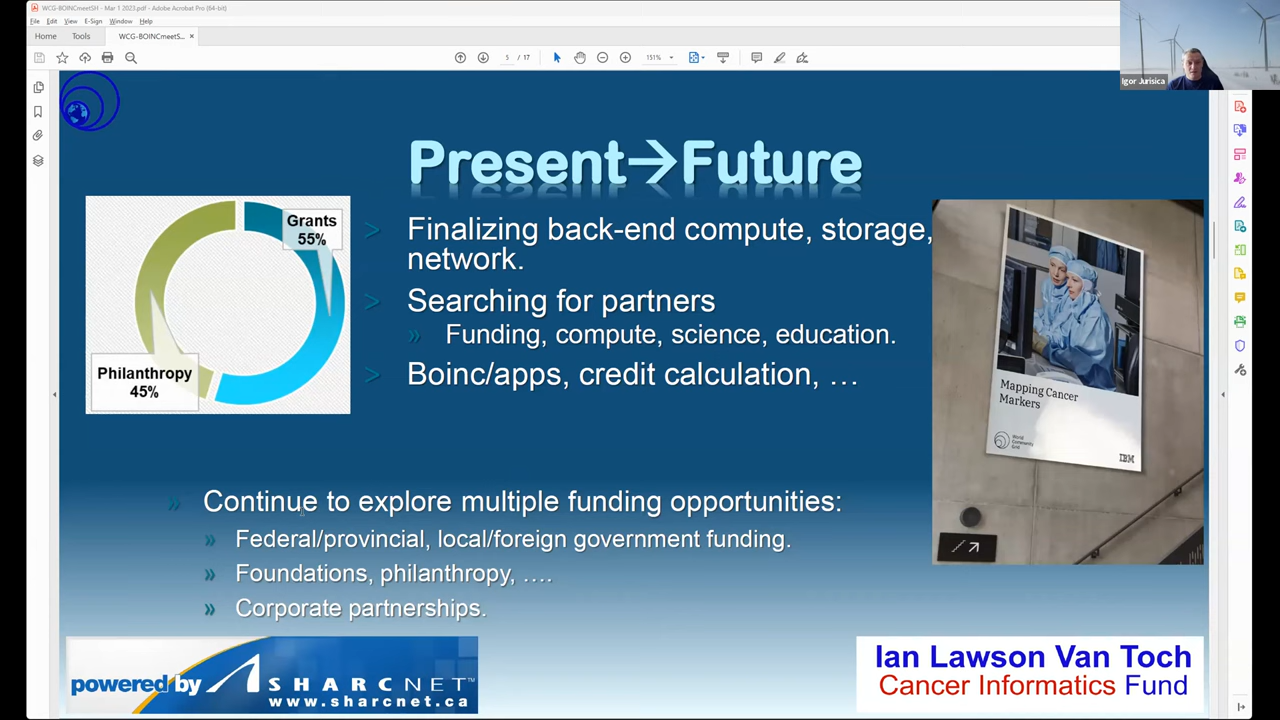 WCG-BOINCmeetSH - Mar 1 2023.pdf - Adobe Acrobat Pro (64-bit)
File Edit View E-Sign Window Help
Home Tools WCG-BOINCmeetS... ×
5 / 17 151%
Igor Jurisica
Present→Future
Grants
55%
Philanthropy
45%
> Finalizing back-end compute, storage,
network.
> Searching for partners
» Funding, compute, science, education.
> Boinc/apps, credit calculation, …
Mapping Cancer
Markers
World
Community
Grid
IBM
» Continue to explore multiple funding opportunities:
» Federal/provincial, local/foreign government funding.
» Foundations, philanthropy, ….
» Corporate partnerships.
powered by SHARCNET™
www.sharcnet.ca
Ian Lawson Van Toch
Cancer Informatics Fund